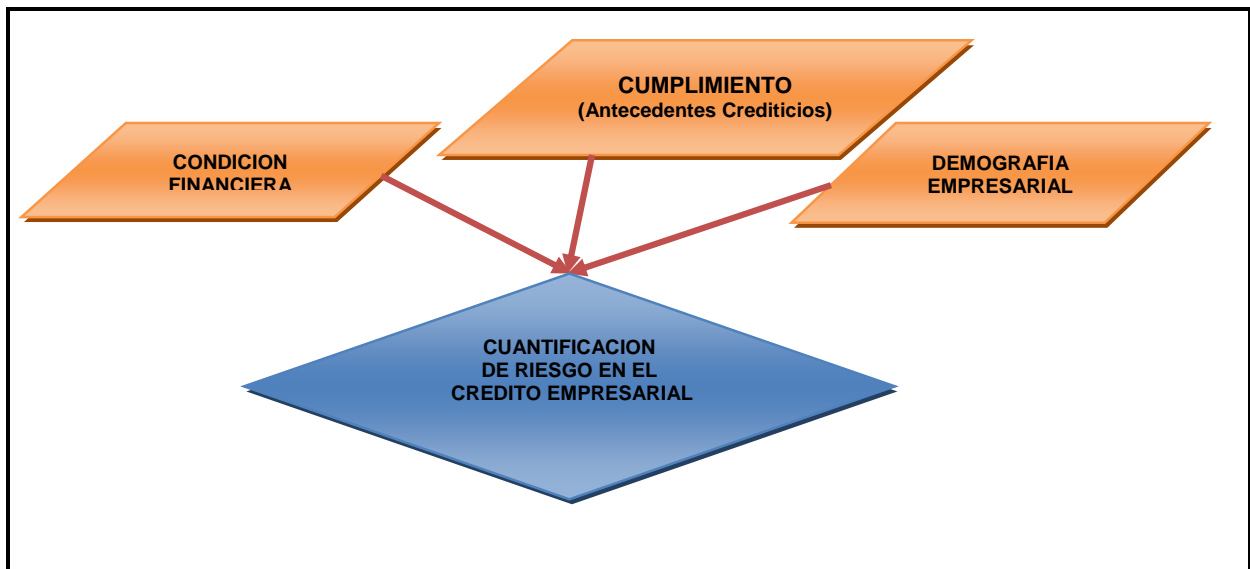 CUMPLIMIENTO
(Antecedentes Crediticios)
CONDICION
FINANCIERA
DEMOGRAFIA
EMPRESARIAL
CUANTIFICACION
DE RIESGO EN EL
CREDITO EMPRESARIAL